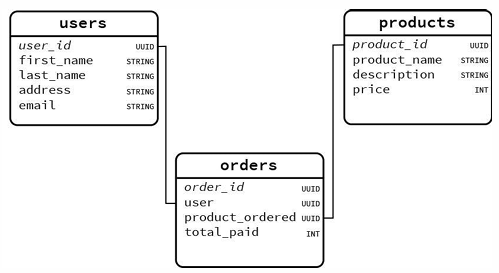 users
user_id UUID
first_name STRING
last_name STRING
address STRING
email STRING
products
product_id UUID
product_name STRING
description STRING
price INT
orders
order_id UUID
user UUID
product_ordered UUID
total_paid INT